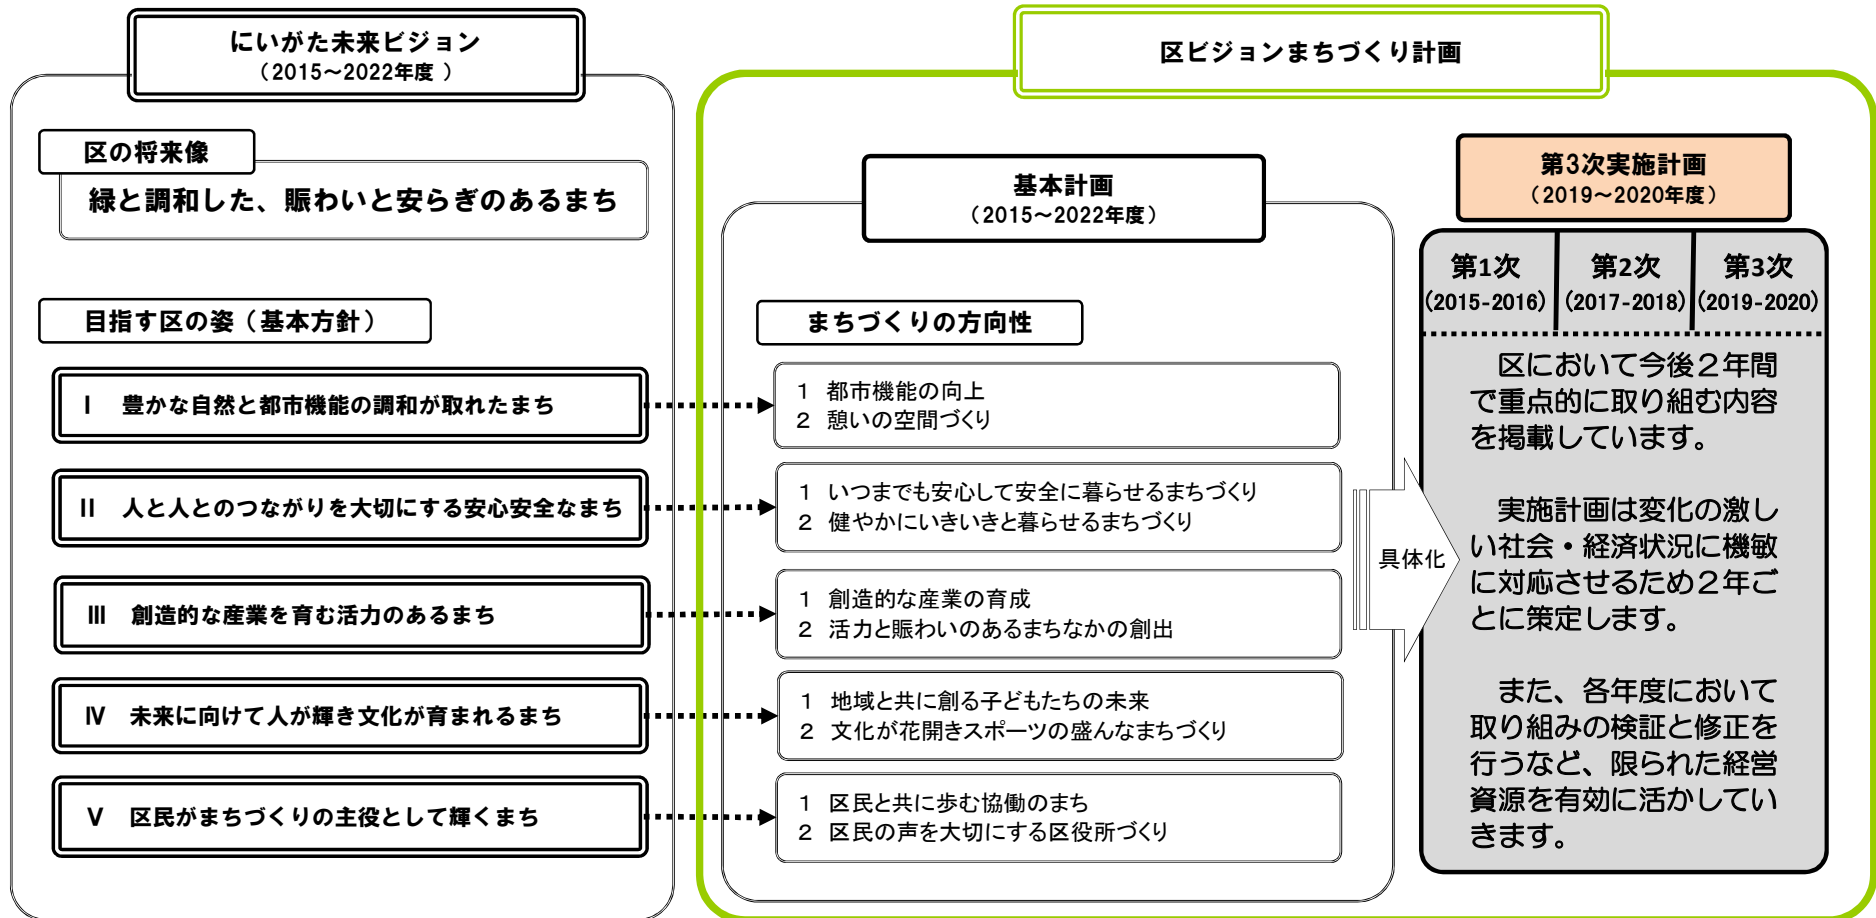 にいがた未来ビジョン
（2015～2022年度 ）
区の将来像
緑と調和した、賑わいと安らぎのあるまち
目指す区の姿（基本方針）
Ⅰ　豊かな自然と都市機能の調和が取れたまち
Ⅱ　人と人とのつながりを大切にする安心安全なまち
Ⅲ　創造的な産業を育む活力のあるまち
Ⅳ　未来に向けて人が輝き文化が育まれるまち
Ⅴ　区民がまちづくりの主役として輝くまち
区ビジョンまちづくり計画
基本計画
（2015～2022年度）
まちづくりの方向性
1　都市機能の向上
2　憩いの空間づくり
1　いつまでも安心して安全に暮らせるまちづくり
2　健やかにいきいきと暮らせるまちづくり
1　創造的な産業の育成
2　活力と賑わいのあるまちなかの創出
1　地域と共に創る子どもたちの未来
2　文化が花開きスポーツの盛んなまちづくり
1　区民と共に歩む協働のまち
2　区民の声を大切にする区役所づくり
具体化
第3次実施計画
（2019～2020年度）
第1次 第2次 第3次
(2015-2016) (2017-2018) (2019-2020)
区において今後２年間
で重点的に取り組む内容
を掲載しています。
実施計画は変化の激し
い社会・経済状況に機敏
に対応させるため２年ご
とに策定します。
また、各年度において
取り組みの検証と修正を
行うなど、限られた経営
資源を有効に活かしてい
きます。